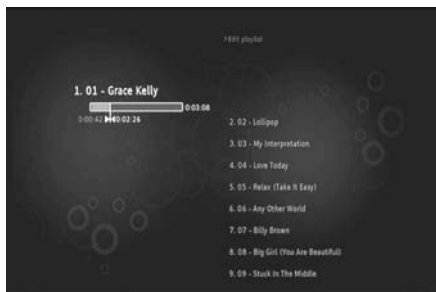 >Edit playlist
1. 01 - Grace Kelly
0:03:08
0:00:42 0:02:26
2. 02 - Lollipop
3. 03 - My Interpretation
4. 04 - Love Today
5. 05 - Relax (Take It Easy)
6. 06 - Any Other World
7. 07 - Billy Brown
8. 08 - Big Girl (You Are Beautiful)
9. 09 - Stuck In The Middle